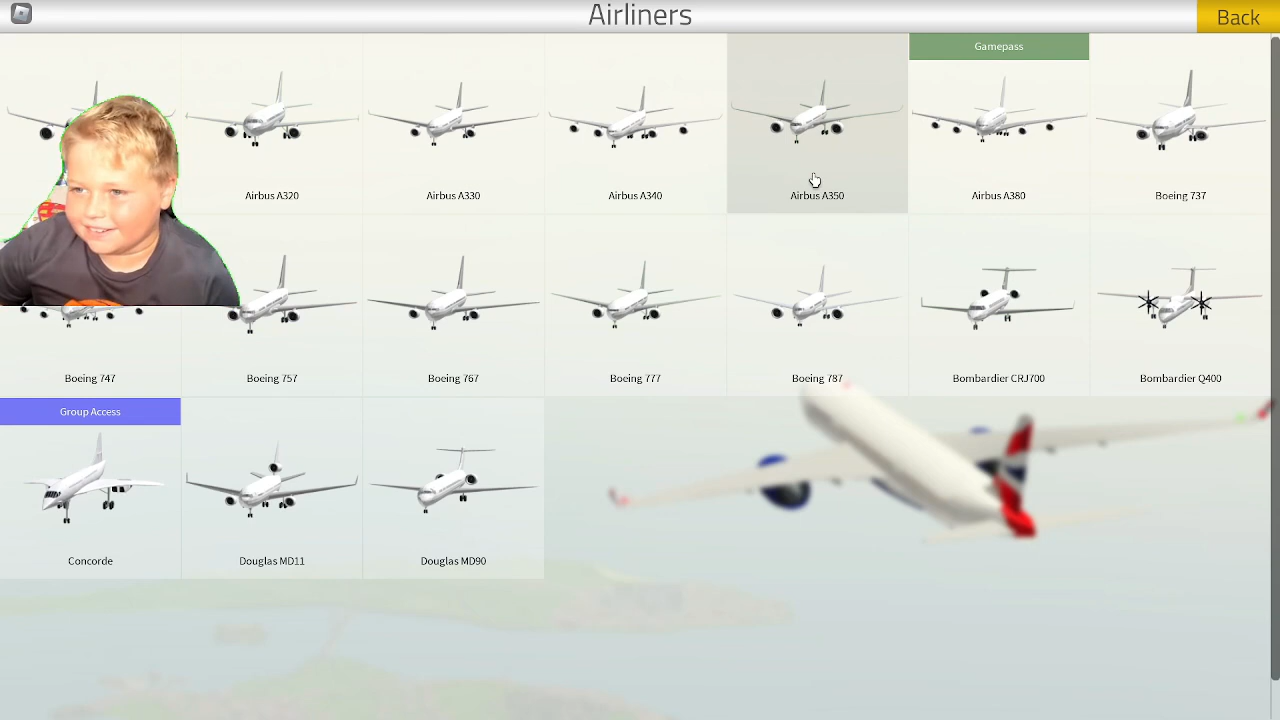 Airliners
Back
Gamepass
Airbus A320
Airbus A330
Airbus A340
Airbus A350
Airbus A380
Boeing 737
Boeing 747
Boeing 757
Boeing 767
Boeing 777
Boeing 787
Bombardier CRJ700
Bombardier Q400
Group Access
Concorde
Douglas MD11
Douglas MD90